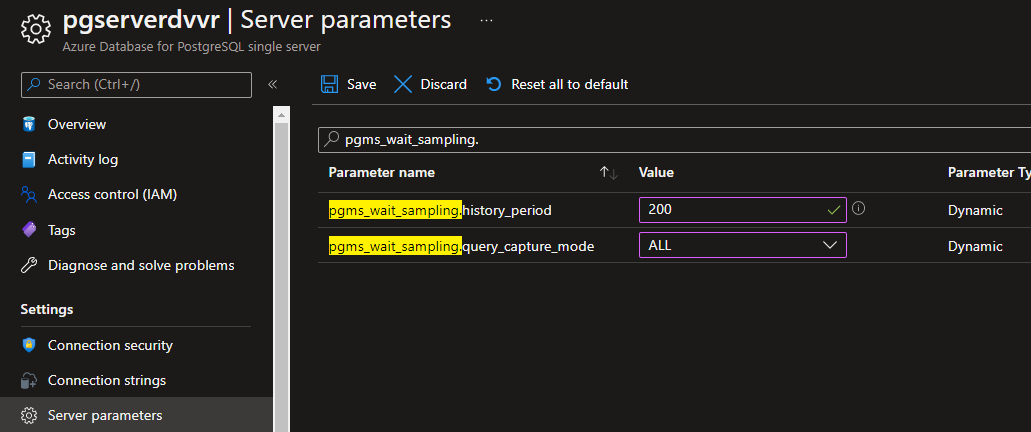 pgserverdvvr | Server parameters ...
Azure Database for PostgreSQL single server
Search (Ctrl+/) «
Overview
Activity log
Access control (IAM)
Tags
Diagnose and solve problems
Settings
Connection security
Connection strings
Server parameters
Save Discard Reset all to default
pgms_wait_sampling.
Parameter name ↑↓ Value Parameter Ty
pgms_wait_sampling.history_period 200 Dynamic
pgms_wait_sampling.query_capture_mode ALL Dynamic